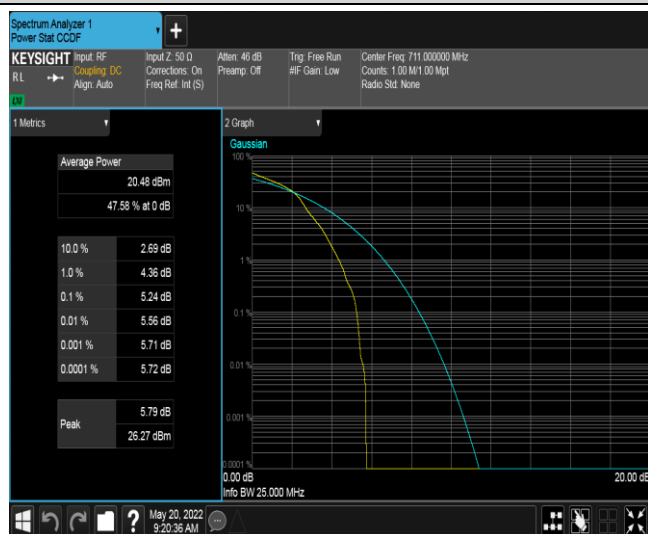 Spectrum Analyzer 1
Power Stat CCDF
+
KEYSIGHT
RL
LXI
Input: RF
Coupling: DC
Align: Auto
Input Z: 50 Ω
Corrections: On
Freq Ref: Int (S)
Atten: 46 dB
Preamp: Off
Trig: Free Run
#IF Gain: Low
Center Freq: 711.000000 MHz
Counts: 1.00 M/1.00 Mpt
Radio Std: None
1 Metrics
Average Power
20.48 dBm
47.58 % at 0 dB
10.0 % 2.69 dB
1.0 % 4.36 dB
0.1 % 5.24 dB
0.01 % 5.56 dB
0.001 % 5.71 dB
0.0001 % 5.72 dB
Peak
5.79 dB
26.27 dBm
2 Graph
Gaussian
100 %
10 %
1 %
0.1 %
0.01 %
0.001 %
0.0001 %
0.00 dB
20.00 dB
Info BW 25.000 MHz
?
May 20, 2022
9:20:36 AM